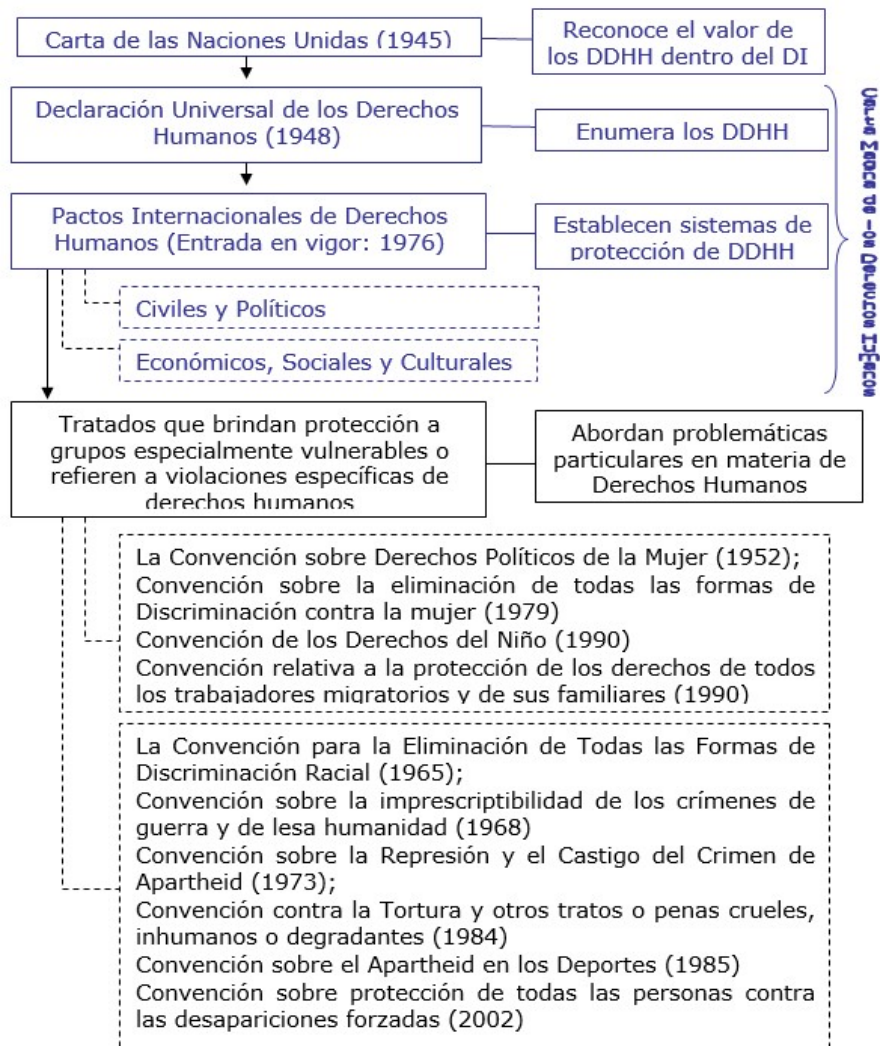 Carta de las Naciones Unidas (1945)
Reconoce el valor de
los DDHH dentro del DI
Declaración Universal de los Derechos
Humanos (1948)
Enumera los DDHH
Pactos Internacionales de Derechos
Humanos (Entrada en vigor: 1976)
Establecen sistemas de
protección de DDHH
Civiles y Políticos
Económicos, Sociales y Culturales
Carta Magna de los Derechos Humanos
Tratados que brindan protección a
grupos especialmente vulnerables o
refieren a violaciones específicas de
derechos humanos
Abordan problemáticas
particulares en materia de
Derechos Humanos
La Convención sobre Derechos Políticos de la Mujer (1952);
Convención sobre la eliminación de todas las formas de
Discriminación contra la mujer (1979)
Convención de los Derechos del Niño (1990)
Convención relativa a la protección de los derechos de todos
los trabajadores migratorios y de sus familiares (1990)
La Convención para la Eliminación de Todas las Formas de
Discriminación Racial (1965);
Convención sobre la imprescriptibilidad de los crímenes de
guerra y de lesa humanidad (1968)
Convención sobre la Represión y el Castigo del Crimen de
Apartheid (1973);
Convención contra la Tortura y otros tratos o penas crueles,
inhumanos o degradantes (1984)
Convención sobre el Apartheid en los Deportes (1985)
Convención sobre protección de todas las personas contra
las desapariciones forzadas (2002)